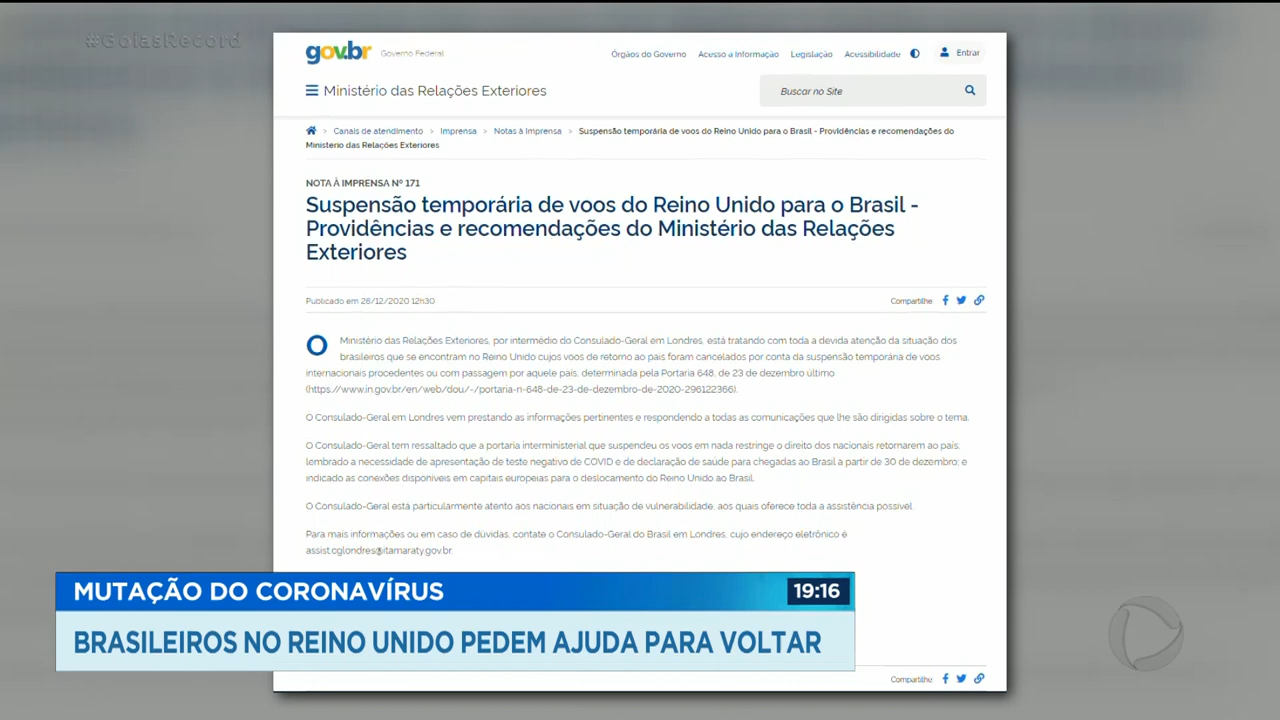 #GoiasRecord
gov.br Governo Federal
Órgãos do Governo Acesso a Informação Legislação Acessibilidade Entrar
Ministério das Relações Exteriores Buscar no Site
> Canais de atendimento > Imprensa > Notas à Imprensa > Suspensão temporária de voos do Reino Unido para o Brasil - Providências e recomendações do
Ministério das Relações Exteriores
NOTA À IMPRENSA Nº 171
Suspensão temporária de voos do Reino Unido para o Brasil -
Providências e recomendações do Ministério das Relações
Exteriores
Publicado em 28/12/2020 12h30 Compartilhe:
O Ministério das Relações Exteriores, por intermédio do Consulado-Geral em Londres, está tratando com toda a devida atenção da situação dos
brasileiros que se encontram no Reino Unido cujos voos de retorno ao país foram cancelados por conta da suspensão temporária de voos
internacionais procedentes ou com passagem por aquele país, determinada pela Portaria 648, de 23 de dezembro último
(https://www.in.gov.br/en/web/dou/-/portaria-n-648-de-23-de-dezembro-de-2020-296122366).
O Consulado-Geral em Londres vem prestando as informações pertinentes e respondendo a todas as comunicações que lhe são dirigidas sobre o tema.
O Consulado-Geral tem ressaltado que a portaria interministerial que suspendeu os voos em nada restringe o direito dos nacionais retornarem ao país;
lembrado a necessidade de apresentação de teste negativo de COVID e de declaração de saúde para chegadas ao Brasil a partir de 30 de dezembro; e
indicado as conexões disponíveis em capitais europeias para o deslocamento do Reino Unido ao Brasil.
O Consulado-Geral está particularmente atento aos nacionais em situação de vulnerabilidade, aos quais oferece toda a assistência possível.
Para mais informações ou em caso de dúvidas, contate o Consulado-Geral do Brasil em Londres, cujo endereço eletrônico é
assist.cglondres@itamaraty.gov.br.
MUTAÇÃO DO CORONAVÍRUS 19:16
BRASILEIROS NO REINO UNIDO PEDEM AJUDA PARA VOLTAR
Compartilhe: